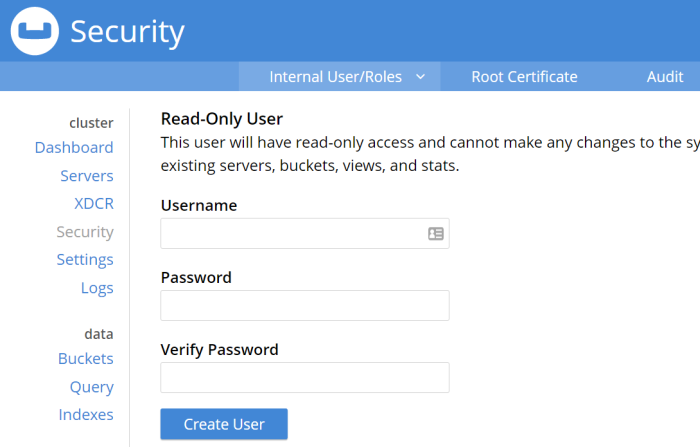 Security
Internal User/Roles Root Certificate Audit
cluster
Dashboard
Servers
XDCR
Security
Settings
Logs
data
Buckets
Query
Indexes
Read-Only User
This user will have read-only access and cannot make any changes to the sy
existing servers, buckets, views, and stats.
Username
Password
Verify Password
Create User